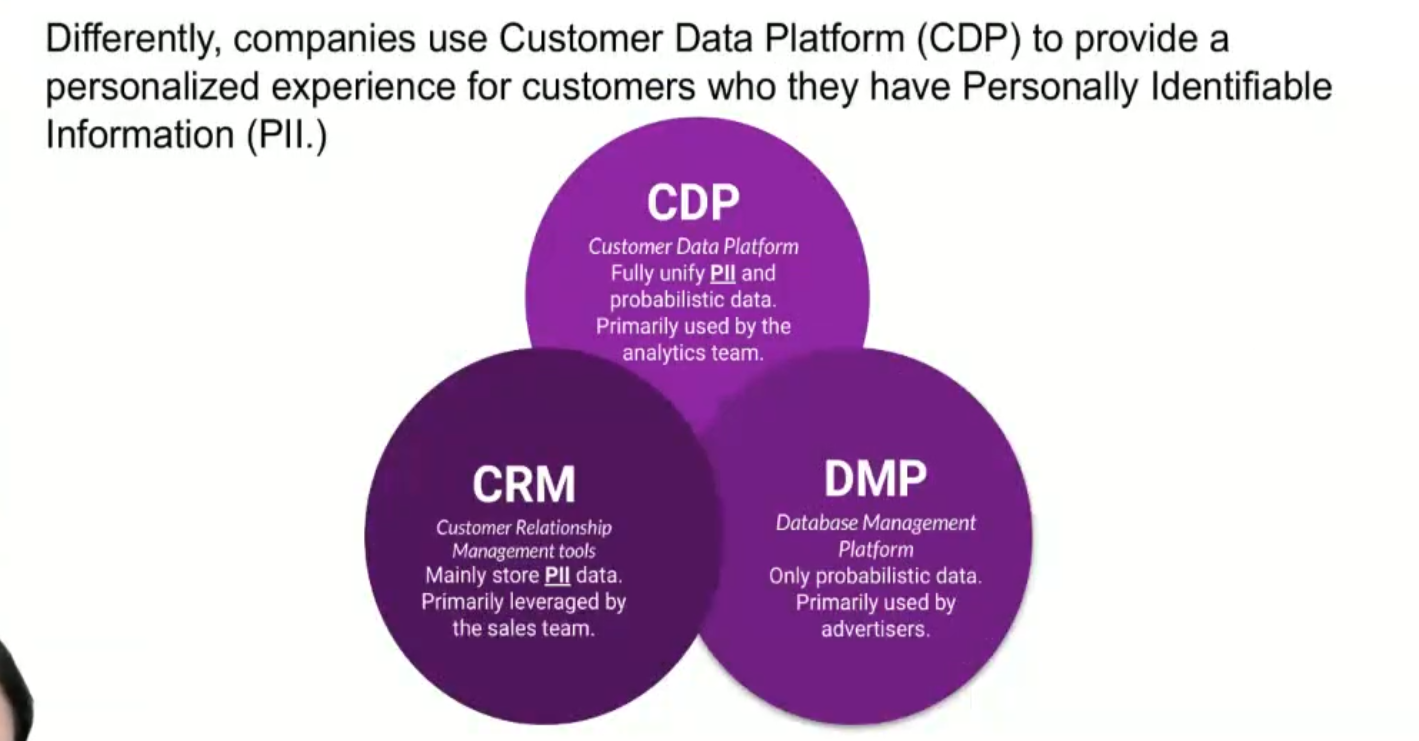 Differently, companies use Customer Data Platform (CDP) to provide a
personalized experience for customers who they have Personally Identifiable
Information (PII.)
CDP
Customer Data Platform
Fully unify PII and
probabilistic data.
Primarily used by the
analytics team.
CRM
Customer Relationship
Management tools
Mainly store PII data.
Primarily leveraged by
the sales team.
DMP
Database Management
Platform
Only probabilistic data.
Primarily used by
advertisers.